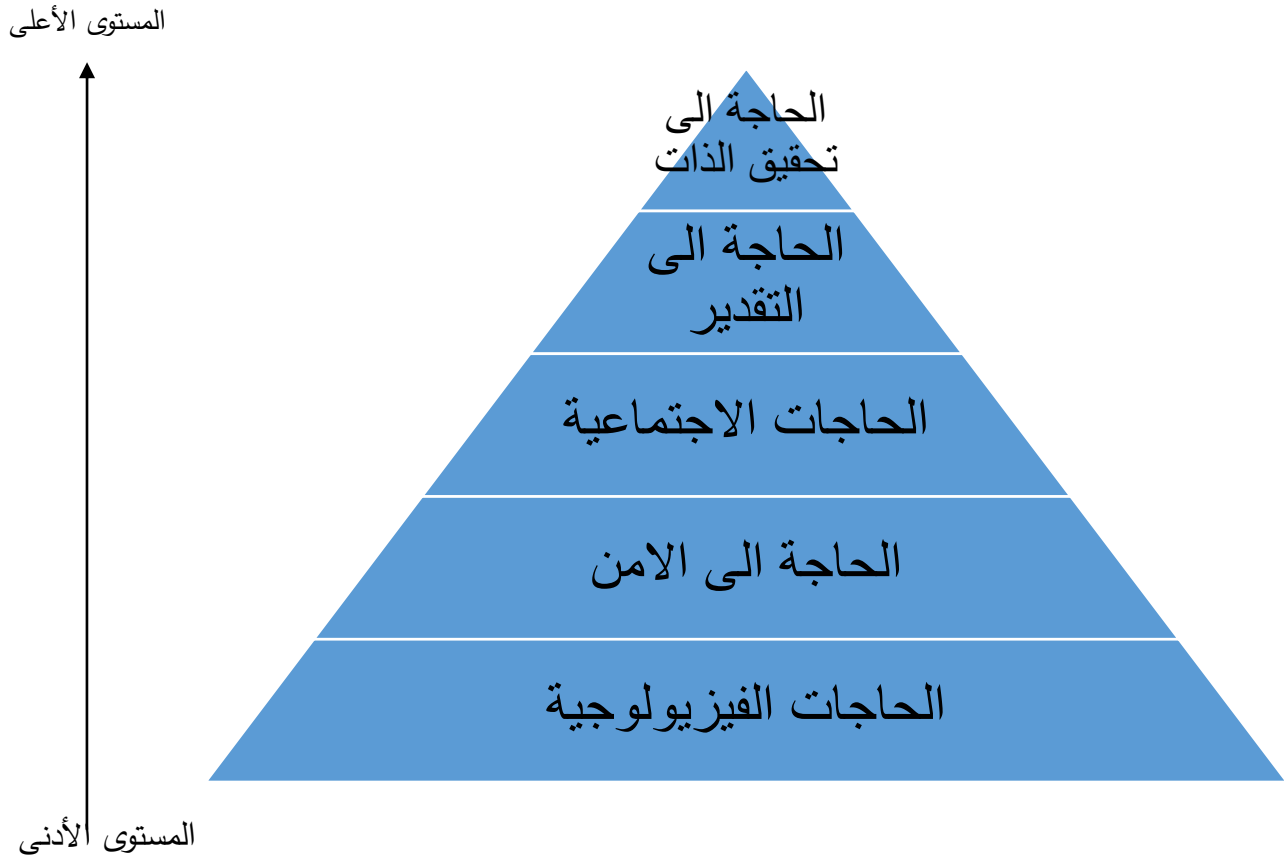 المستوى الأعلى
الحاجة الى
تحقيق الذات
الحاجة الى
التقدير
الحاجات الاجتماعية
الحاجة الى الامن
الحاجات الفيزيولوجية
المستوى الأدنى